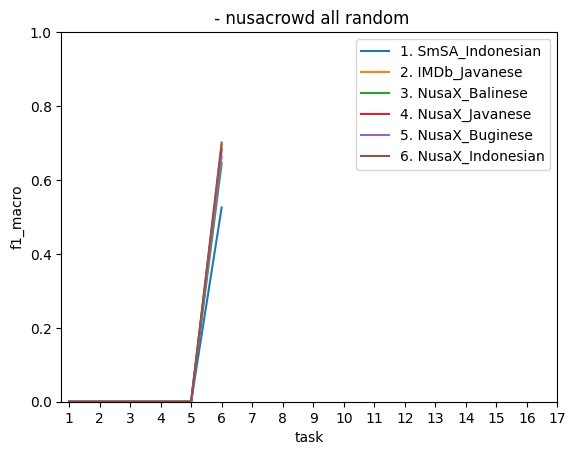 - nusacrowd all random
1.0
0.8
0.6
0.4
0.2
0.0
f1_macro
1. SmSA_Indonesian
2. IMDb_Javanese
3. NusaX_Balinese
4. NusaX_Javanese
5. NusaX_Buginese
6. NusaX_Indonesian
1 2 3 4 5 6 7 8 9 10 11 12 13 14 15 16 17
task